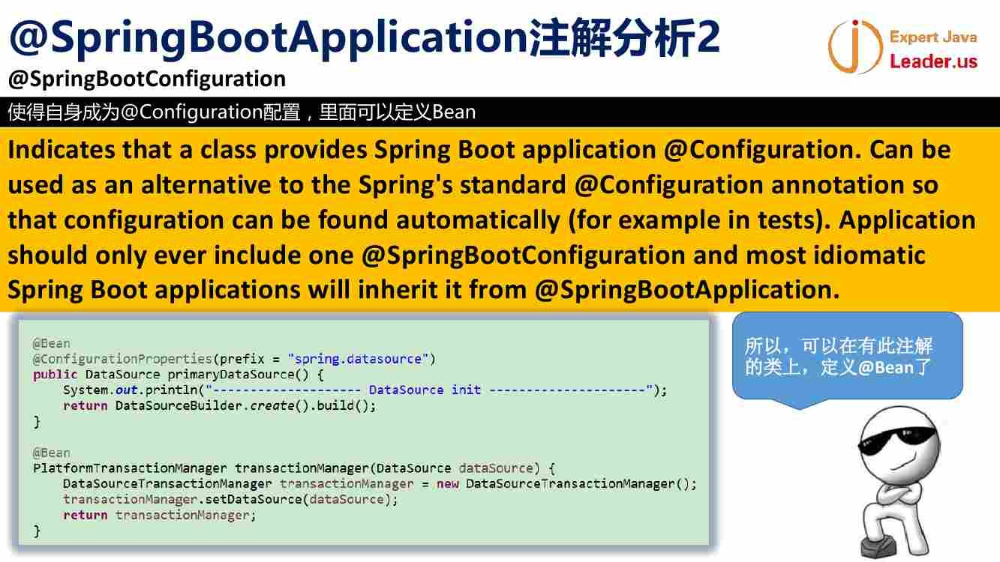 @SpringBootApplication注解分析2
Expert Java
Leader.us
@SpringBootConfiguration
使得自身成为@Configuration配置，里面可以定义Bean
Indicates that a class provides Spring Boot application @Configuration. Can be
used as an alternative to the Spring's standard @Configuration annotation so
that configuration can be found automatically (for example in tests). Application
should only ever include one @SpringBootConfiguration and most idiomatic
Spring Boot applications will inherit it from @SpringBootApplication.
@Bean
@ConfigurationProperties(prefix = "spring.datasource")
public DataSource primaryDataSource() {
    System.out.println("-------------------- DataSource init ---------------------");
    return DataSourceBuilder.create().build();
}
@Bean
PlatformTransactionManager transactionManager(DataSource dataSource) {
    DataSourceTransactionManager transactionManager = new DataSourceTransactionManager();
    transactionManager.setDataSource(dataSource);
    return transactionManager;
}
所以，可以在有此注解
的类上，定义@Bean了